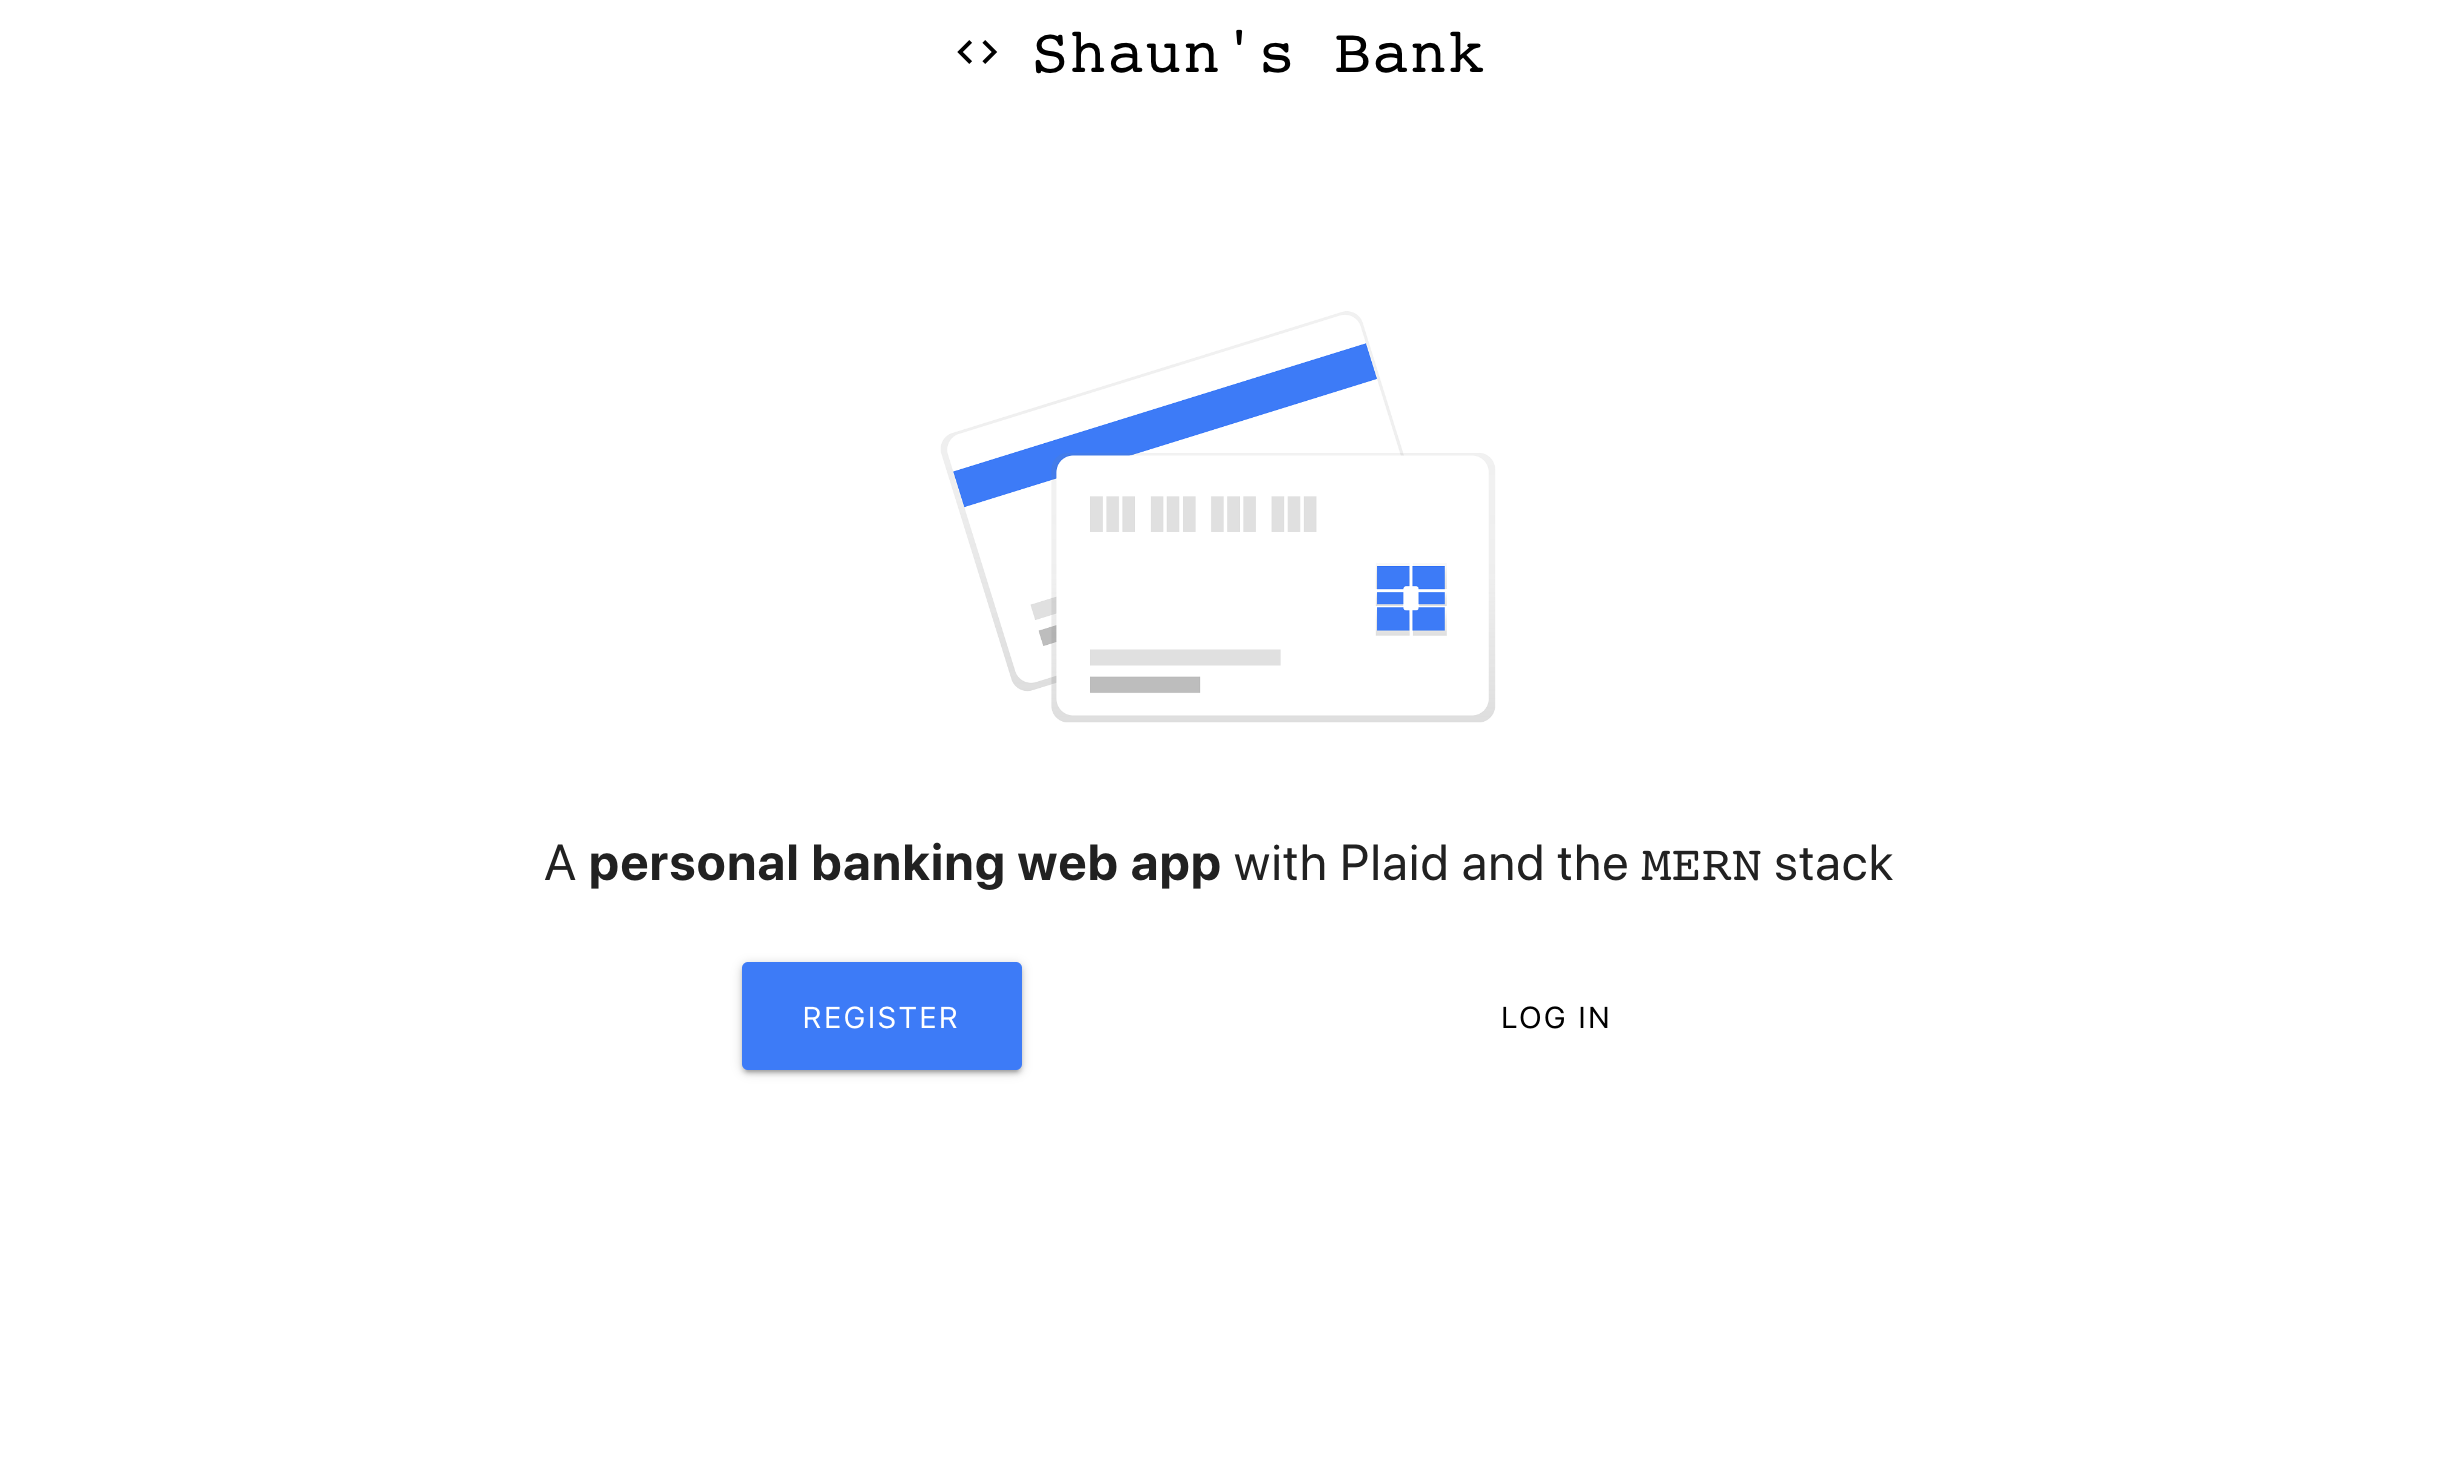 <> Shaun's Bank
A personal banking web app with Plaid and the MERN stack
REGISTER
LOG IN